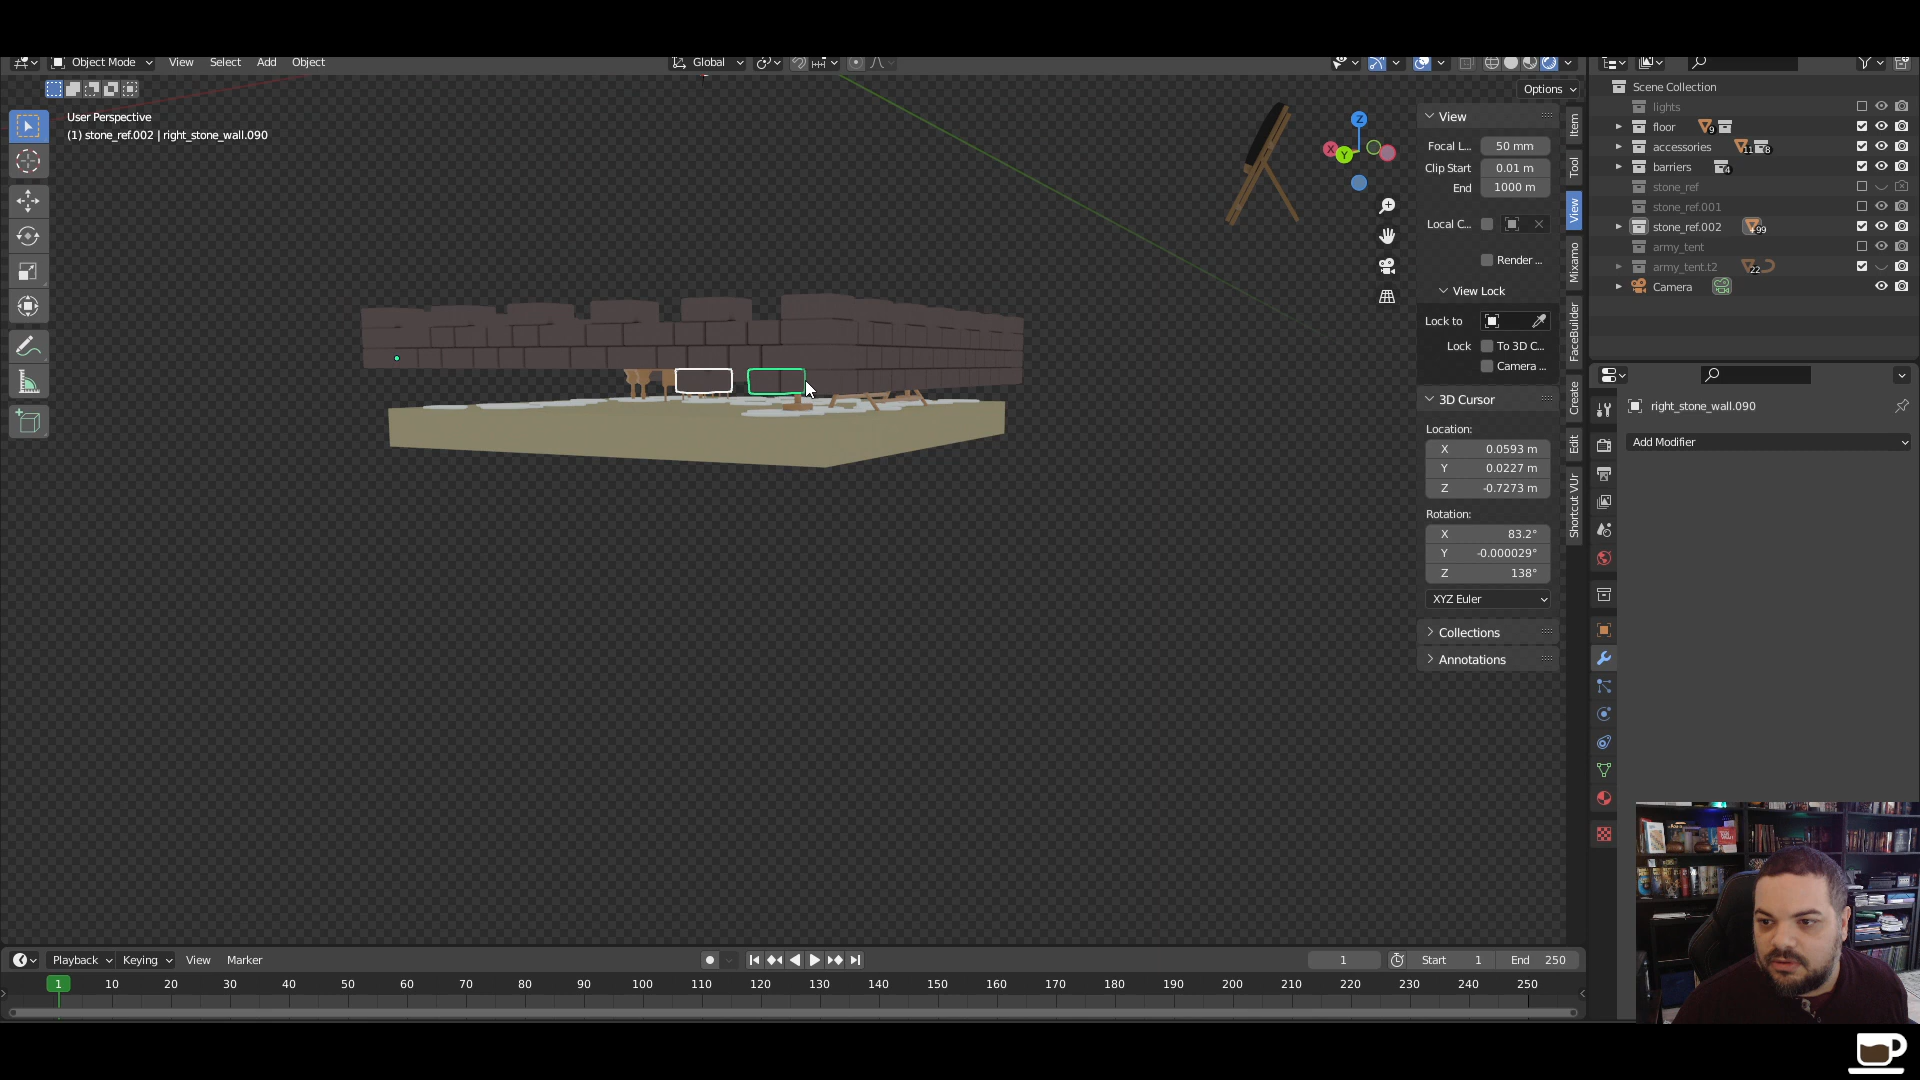 Object Mode
View
Select
Add
Object
Global
Options
User Perspective
(1) stone_ref.002 | right_stone_wall.090
X
Y
Z
View
Focal L...
50 mm
Clip Start
0.01 m
End
1000 m
Local C...
Render ...
View Lock
Lock to
Lock
To 3D C...
Camera ...
3D Cursor
Location:
X
0.0593 m
Y
0.0227 m
Z
-0.7273 m
Rotation:
X
83.2°
Y
-0.000029°
Z
138°
XYZ Euler
Collections
Annotations
Item
Tool
View
Mixamo
FaceBuilder
Create
Edit
Shortcut VUr
Scene Collection
lights
floor
9
accessories
11
8
barriers
4
stone_ref
stone_ref.001
stone_ref.002
+99
army_tent
army_tent.t2
22
Camera
right_stone_wall.090
Add Modifier
Playback
Keying
View
Marker
1
Start
1
End
250
1
10
20
30
40
50
60
70
80
90
100
110
120
130
140
150
160
170
180
190
200
210
220
230
240
250